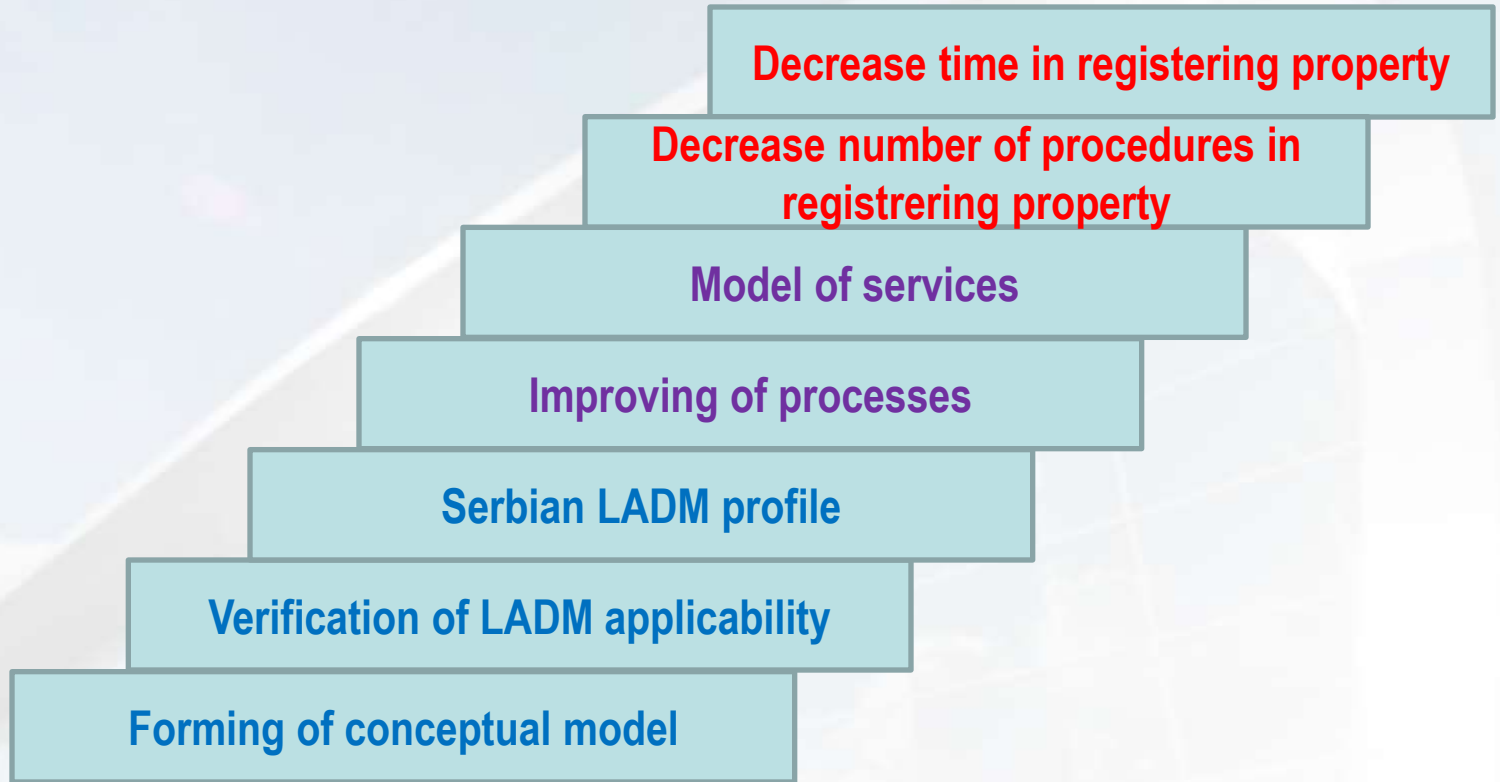 Decrease time in registering property
Decrease number of procedures in
registrering property
Model of services
Improving of processes
Serbian LADM profile
Verification of LADM applicability
Forming of conceptual model